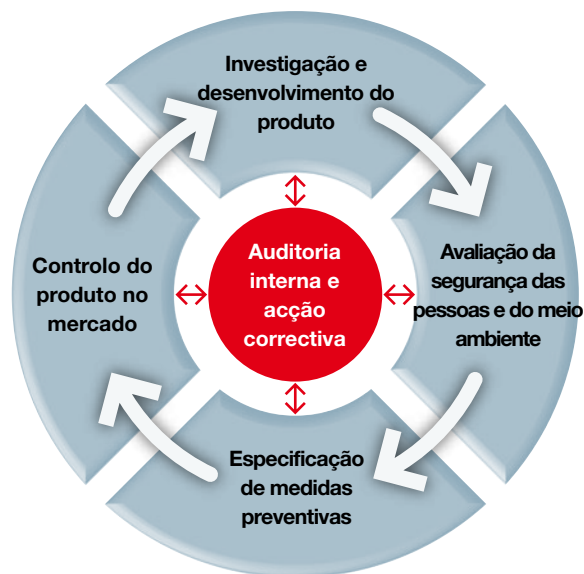 Investigação e
desenvolvimento do
produto
Avaliação da
segurança das
pessoas e do meio
ambiente
Especificação
de medidas
preventivas
Controlo do
produto no
mercado
Auditoria
interna e
acção
correctiva